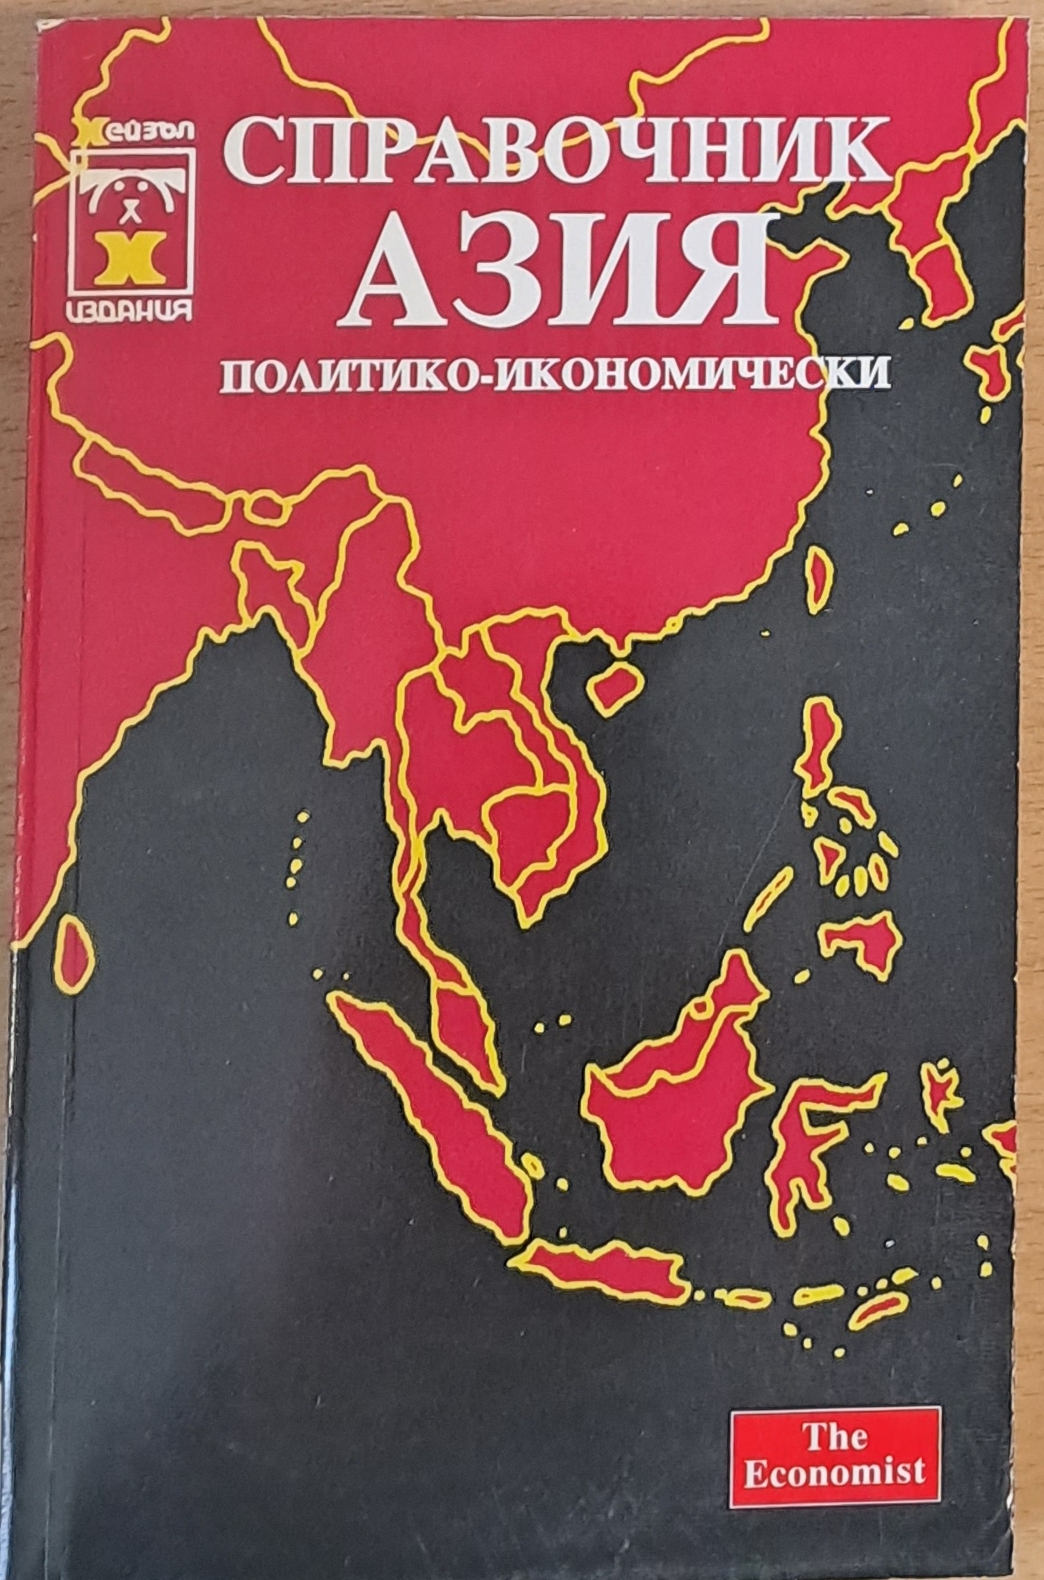 хейзъл
издания
СПРАВОЧНИК
АЗИЯ
ПОЛИТИКО-ИКОНОМИЧЕСКИ
The
Economist